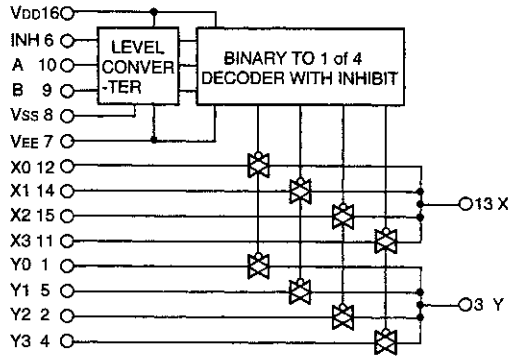 VDD16
INH 6
A 10
B 9
VSS 8
VEE 7
LEVEL
CONVER
-TER
BINARY TO 1 of 4
DECODER WITH INHIBIT
X0 12
X1 14
X2 15
X3 11
13 X
Y0 1
Y1 5
Y2 2
Y3 4
3 Y